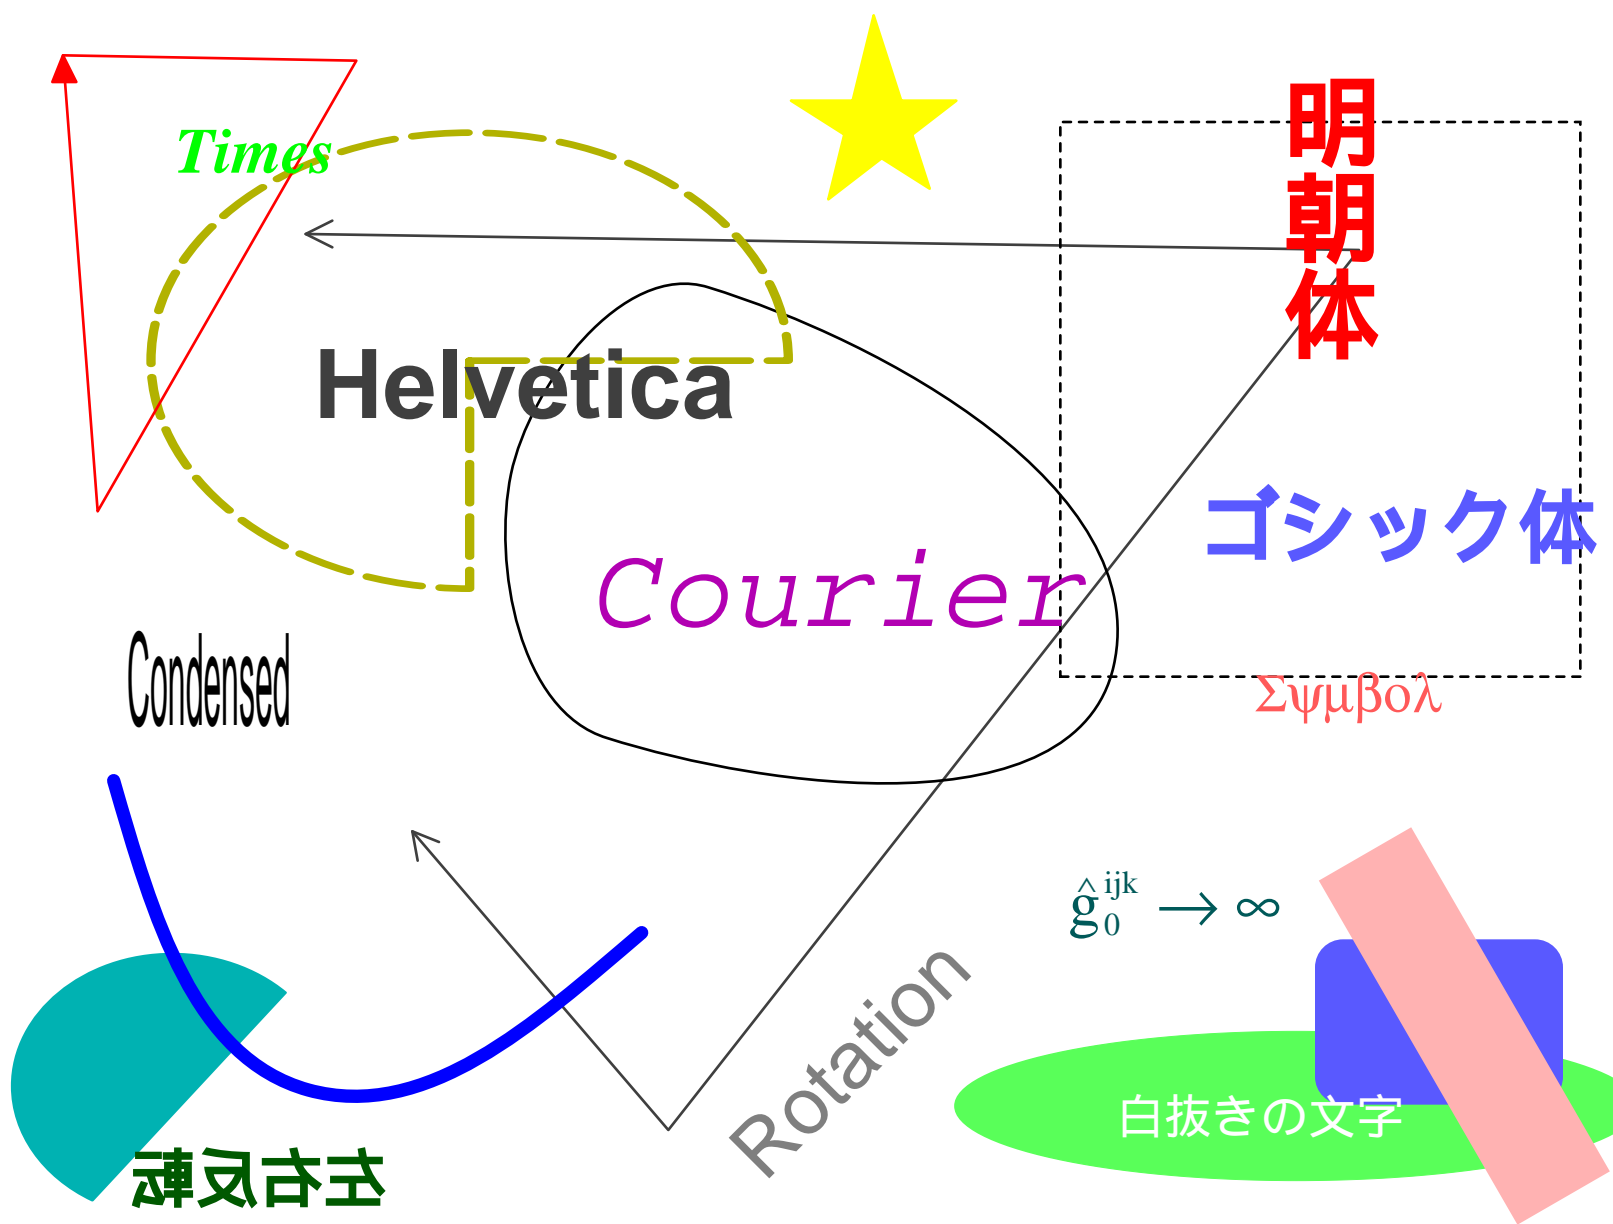 Times
明朝体
Helvetica
ゴシック体
Courier
Condensed
Σψμβολ
ĝ₀ⁱʲᵏ → ∞
Rotation
白抜きの文字
左右反転